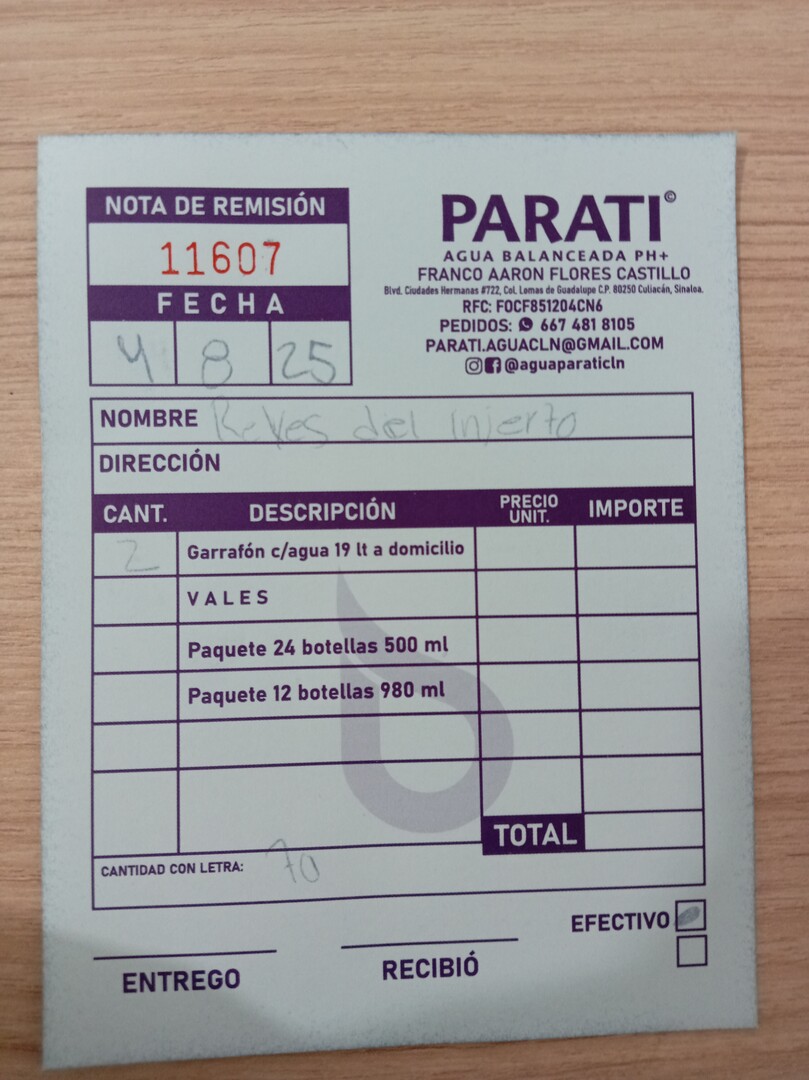 NOTA DE REMISIÓN
11607
FECHA
4 8 25
PARATI©
AGUA BALANCEADA PH+
FRANCO AARON FLORES CASTILLO
Blvd. Ciudades Hermanas #722, Col. Lomas de Guadalupe C.P. 80250 Culiacán, Sinaloa.
RFC: FOCF851204CN6
PEDIDOS: 667 481 8105
PARATI.AGUACLN@GMAIL.COM
@aguaparaticln
NOMBRE Reyes del injerto
DIRECCIÓN
CANT. DESCRIPCIÓN PRECIO UNIT. IMPORTE
2 Garrafón c/agua 19 lt a domicilio
VALES
Paquete 24 botellas 500 ml
Paquete 12 botellas 980 ml
TOTAL
CANTIDAD CON LETRA: 70
EFECTIVO
ENTREGO RECIBIÓ